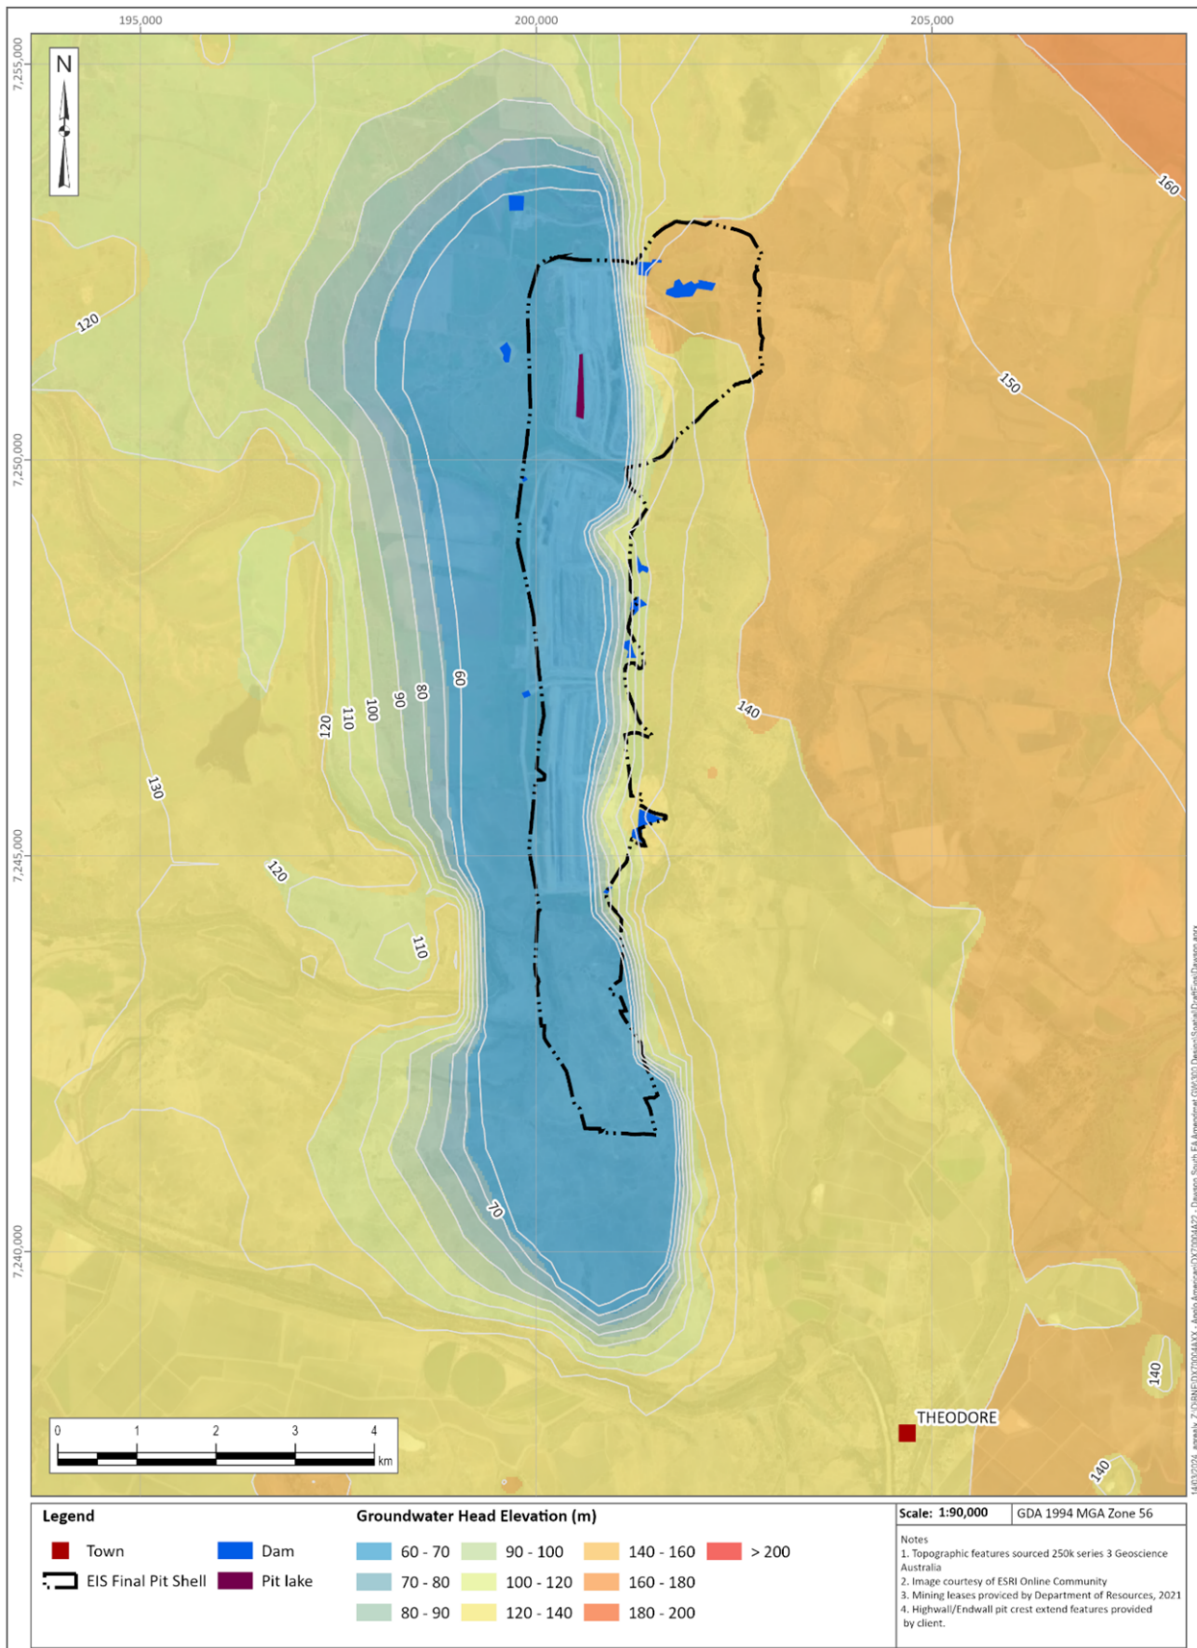 195,000
200,000
205,000
7,255,000
N
160
120
150
7,250,000
60
80
90
100
110
120
140
130
7,245,000
120
110
70
7,240,000
140
THEODORE
140
0 1 2 3 4
km
Legend
Town
Dam
EIS Final Pit Shell
Pit lake
Groundwater Head Elevation (m)
60 - 70
90 - 100
140 - 160
> 200
70 - 80
100 - 120
160 - 180
80 - 90
120 - 140
180 - 200
Scale: 1:90,000
GDA 1994 MGA Zone 56
Notes
1. Topographic features sourced 250k series 3 Geoscience
Australia
2. Image courtesy of ESRI Online Community
3. Mining leases proviced by Department of Resources, 2021
4. Highwall/Endwall pit crest extend features provided
by client.